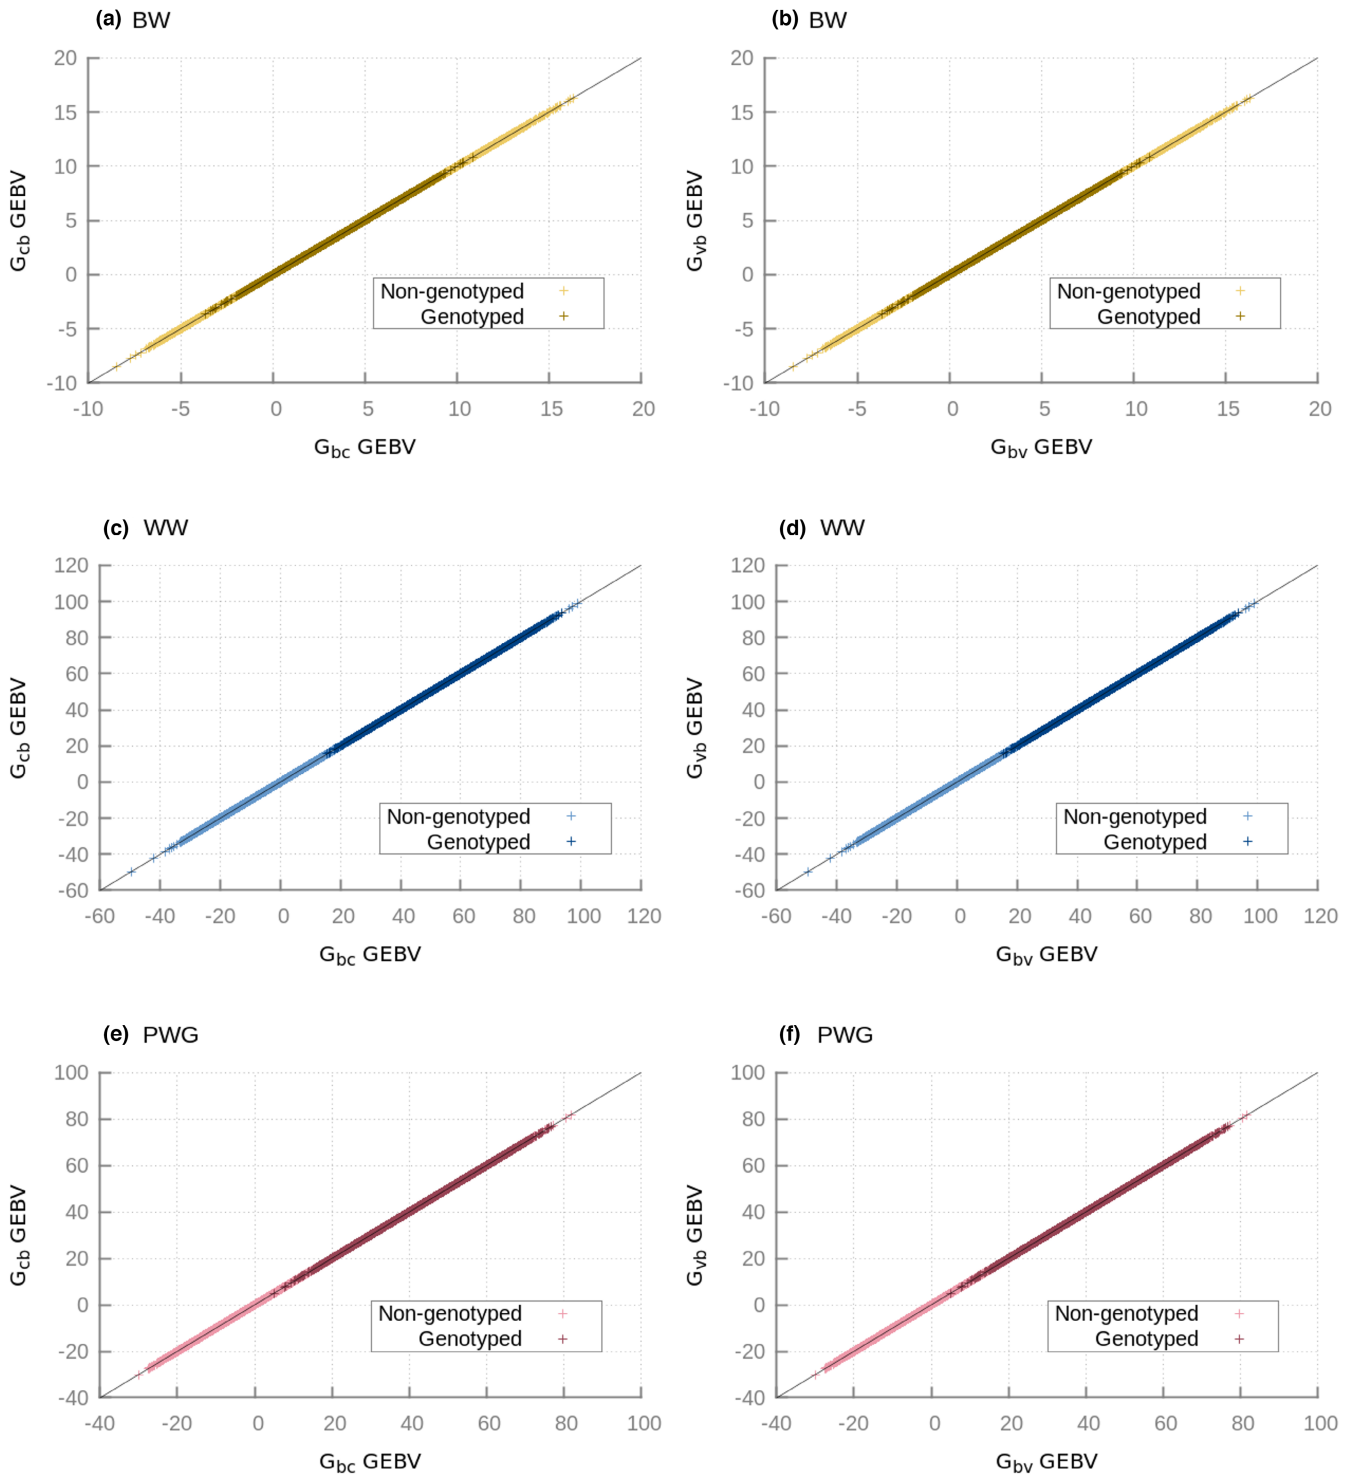 (a) BW
20
15
10
5
0
-5
-10
-10 -5 0 5 10 15 20
Gcb GEBV
Gbc GEBV
Non-genotyped
Genotyped
(b) BW
20
15
10
5
0
-5
-10
-10 -5 0 5 10 15 20
Gvb GEBV
Gbv GEBV
Non-genotyped
Genotyped
(c) WW
120
100
80
60
40
20
0
-20
-40
-60
-60 -40 -20 0 20 40 60 80 100 120
Gcb GEBV
Gbc GEBV
Non-genotyped
Genotyped
(d) WW
120
100
80
60
40
20
0
-20
-40
-60
-60 -40 -20 0 20 40 60 80 100 120
Gvb GEBV
Gbv GEBV
Non-genotyped
Genotyped
(e) PWG
100
80
60
40
20
0
-20
-40
-40 -20 0 20 40 60 80 100
Gcb GEBV
Gbc GEBV
Non-genotyped
Genotyped
(f) PWG
100
80
60
40
20
0
-20
-40
-40 -20 0 20 40 60 80 100
Gvb GEBV
Gbv GEBV
Non-genotyped
Genotyped